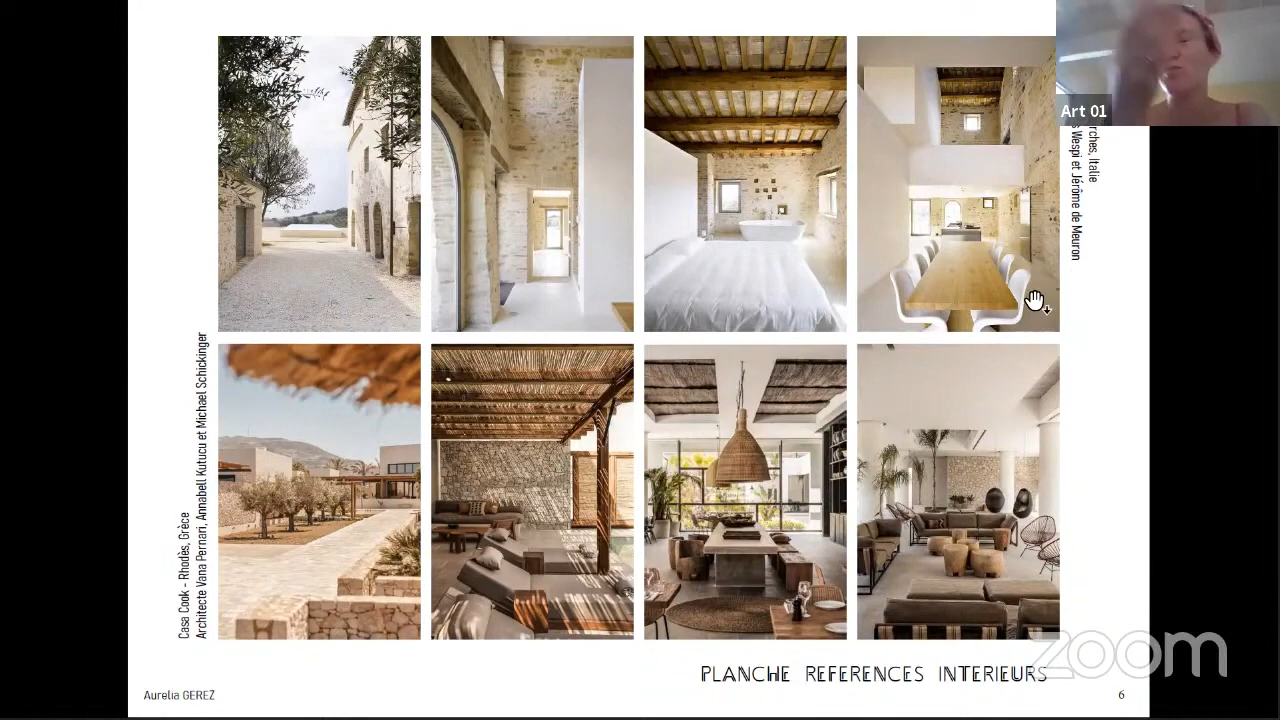 Art 01
rches, Italie
s Wespi et Jérôme de Meuron
Casa Cook - Rhodès, Grèce
Architecte Vana Pernari, Annabell Kutucu et Michael Schickinger
PLANCHE REFERENCES INTERIEURS
zoom
Aurelia GEREZ
6